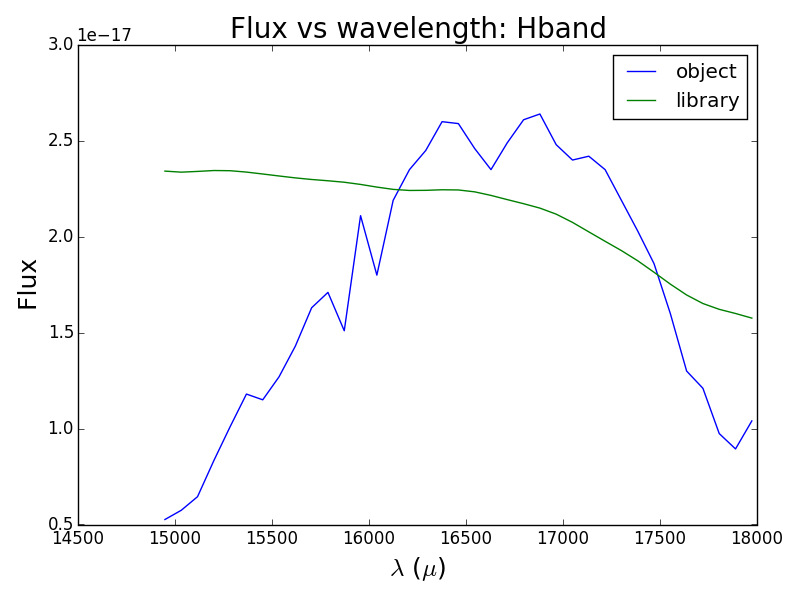 Flux vs wavelength: Hband
1e−17
3.0
2.5
2.0
1.5
1.0
0.5
Flux
object
library
14500 15000 15500 16000 16500 17000 17500 18000
λ (μ)